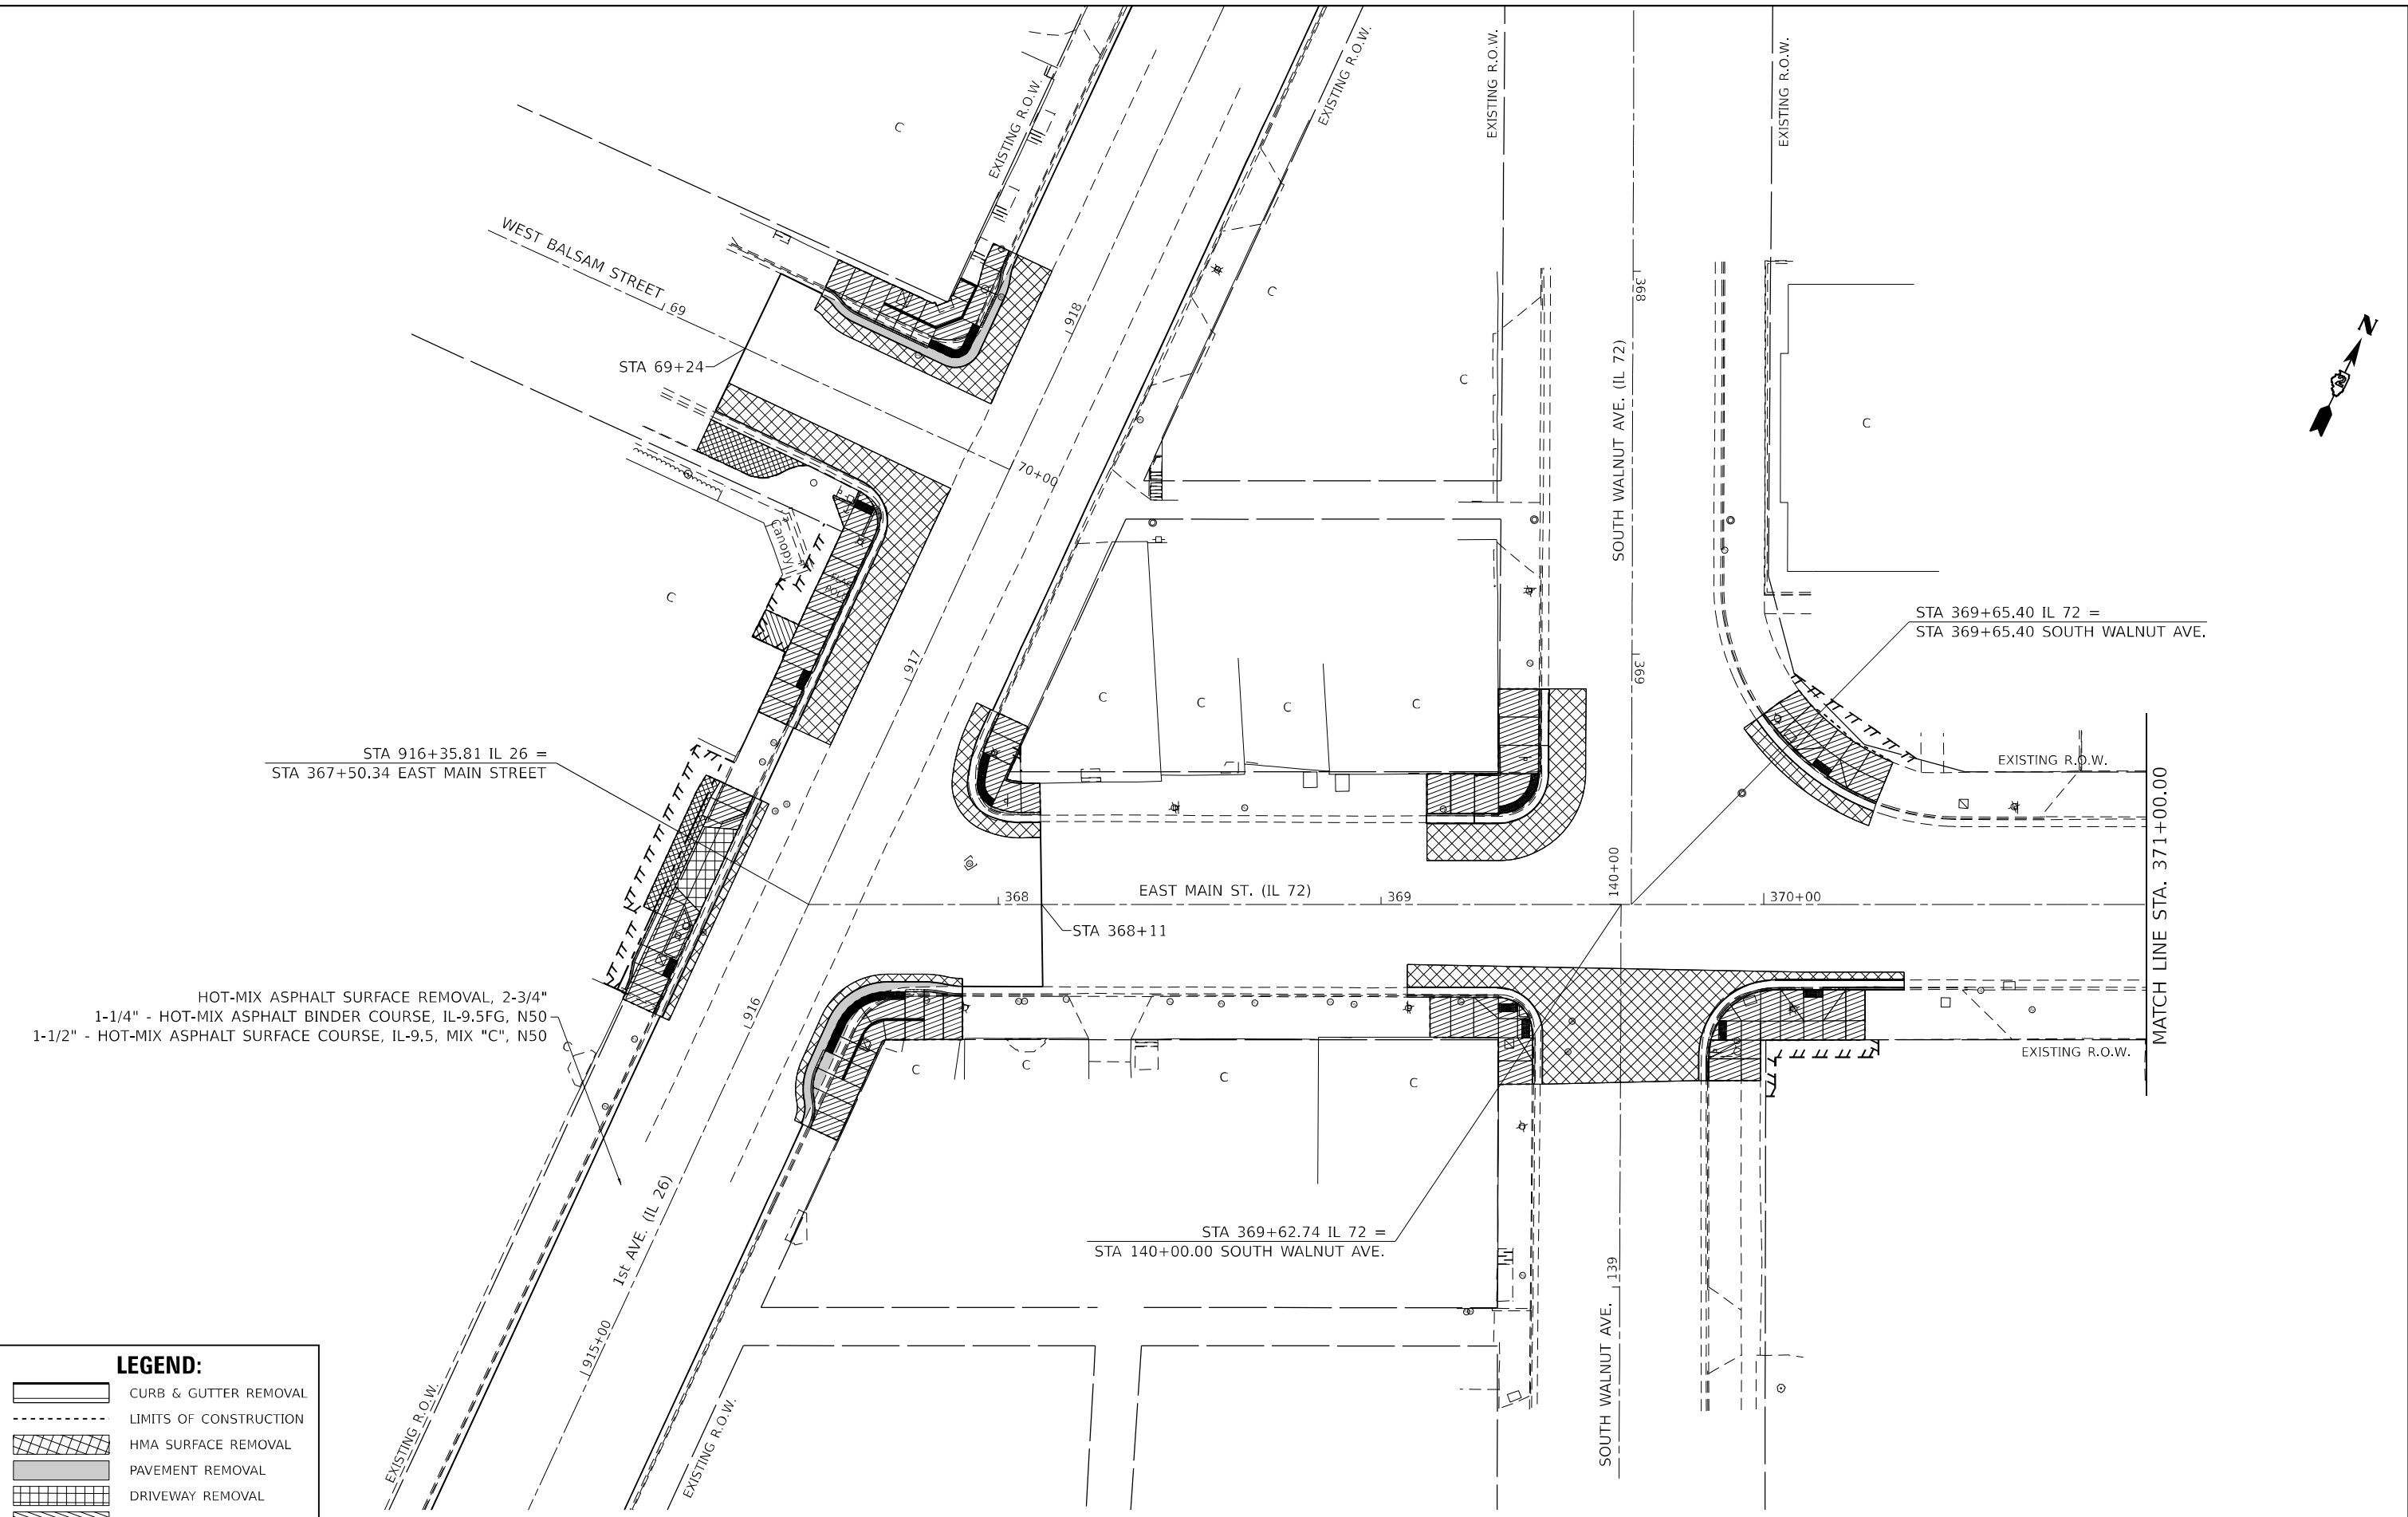 EXISTING R.O.W.
EXISTING R.O.W.
EXISTING R.O.W.
EXISTING R.O.W.
C
C
C
C
WEST BALSAM STREET
69
STA 69+24
918
70+00
368
SOUTH WALNUT AVE. (IL 72)
N
Canopy
C
917
369
STA 369+65.40 IL 72 =
STA 369+65.40 SOUTH WALNUT AVE.
C
C
C
C
STA 916+35.81 IL 26 =
STA 367+50.34 EAST MAIN STREET
EXISTING R.O.W.
MATCH LINE STA. 371+00.00
368
EAST MAIN ST. (IL 72)
369
140+00
370+00
STA 368+11
916
HOT-MIX ASPHALT SURFACE REMOVAL, 2-3/4"
1-1/4" - HOT-MIX ASPHALT BINDER COURSE, IL-9.5FG, N50
1-1/2" - HOT-MIX ASPHALT SURFACE COURSE, IL-9.5, MIX "C", N50
C
C
C
C
C
EXISTING R.O.W.
1st AVE. (IL 26)
STA 369+62.74 IL 72 =
STA 140+00.00 SOUTH WALNUT AVE.
139
SOUTH WALNUT AVE.
915+00
EXISTING R.O.W.
EXISTING R.O.W.
LEGEND:
CURB & GUTTER REMOVAL
LIMITS OF CONSTRUCTION
HMA SURFACE REMOVAL
PAVEMENT REMOVAL
DRIVEWAY REMOVAL